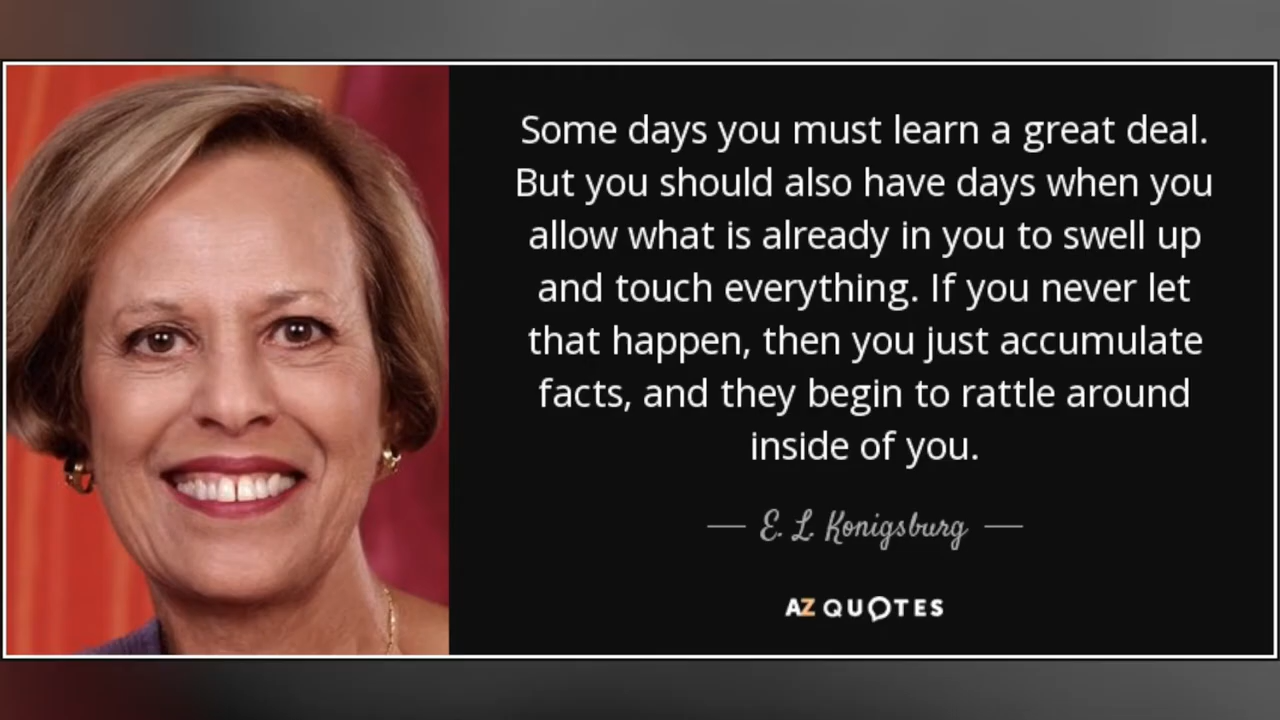 Some days you must learn a great deal.
But you should also have days when you
allow what is already in you to swell up
and touch everything. If you never let
that happen, then you just accumulate
facts, and they begin to rattle around
inside of you.
E. L. Konigsburg
AZ QUOTES